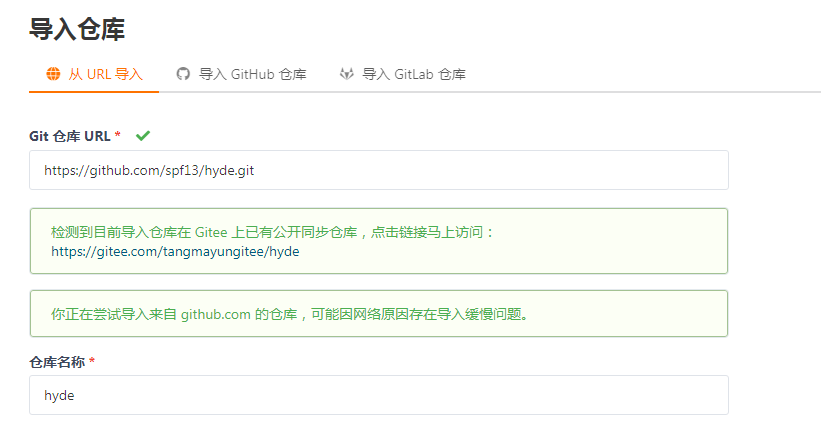 导入仓库
从 URL 导入 导入 GitHub 仓库 导入 GitLab 仓库
Git 仓库 URL *
https://github.com/spf13/hyde.git
检测到目前导入仓库在 Gitee 上已有公开同步仓库，点击链接马上访问：
https://gitee.com/tangmayungitee/hyde
你正在尝试导入来自 github.com 的仓库，可能因网络原因存在导入缓慢问题。
仓库名称 *
hyde